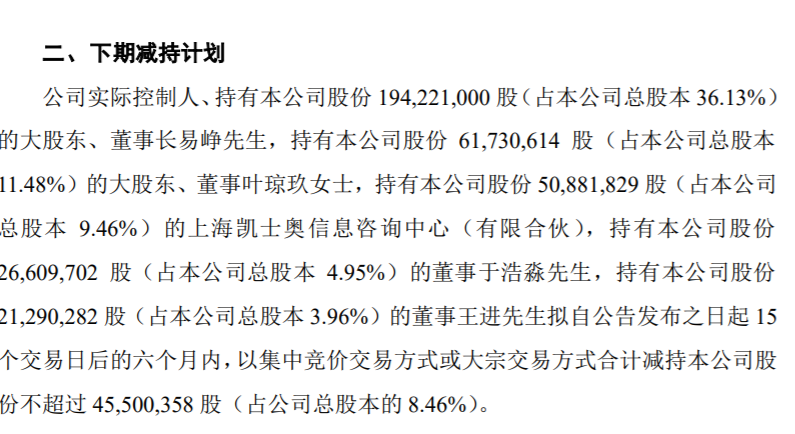 二、下期减持计划
公司实际控制人、持有本公司股份 194,221,000 股（占本公司总股本 36.13%）
的大股东、董事长易峥先生，持有本公司股份 61,730,614 股（占本公司总股本
11.48%）的大股东、董事叶琼玖女士，持有本公司股份 50,881,829 股（占本公司
总股本 9.46%）的上海凯士奥信息咨询中心（有限合伙），持有本公司股份
26,609,702 股（占本公司总股本 4.95%）的董事于浩淼先生，持有本公司股份
21,290,282 股（占本公司总股本 3.96%）的董事王进先生拟自公告发布之日起 15
个交易日后的六个月内，以集中竞价交易方式或大宗交易方式合计减持本公司股
份不超过 45,500,358 股（占公司总股本的 8.46%）。